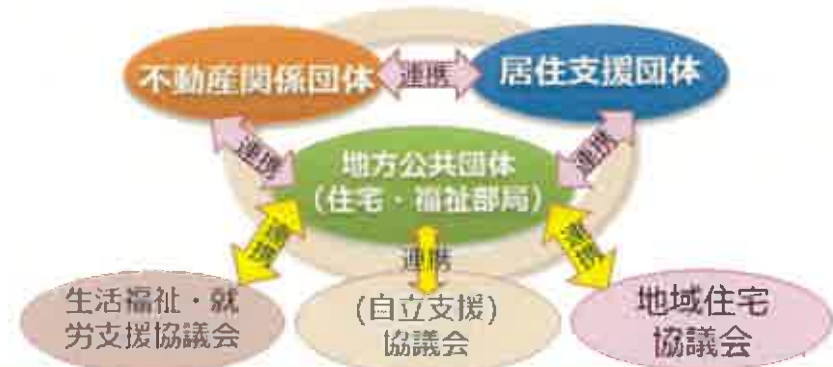 不動産関係団体
連携
居住支援団体
連携
連携
地方公共団体
(住宅・福祉部局)
連携
連携
連携
生活福祉・就
労支援協議会
(自立支援)
協議会
地域住宅
協議会